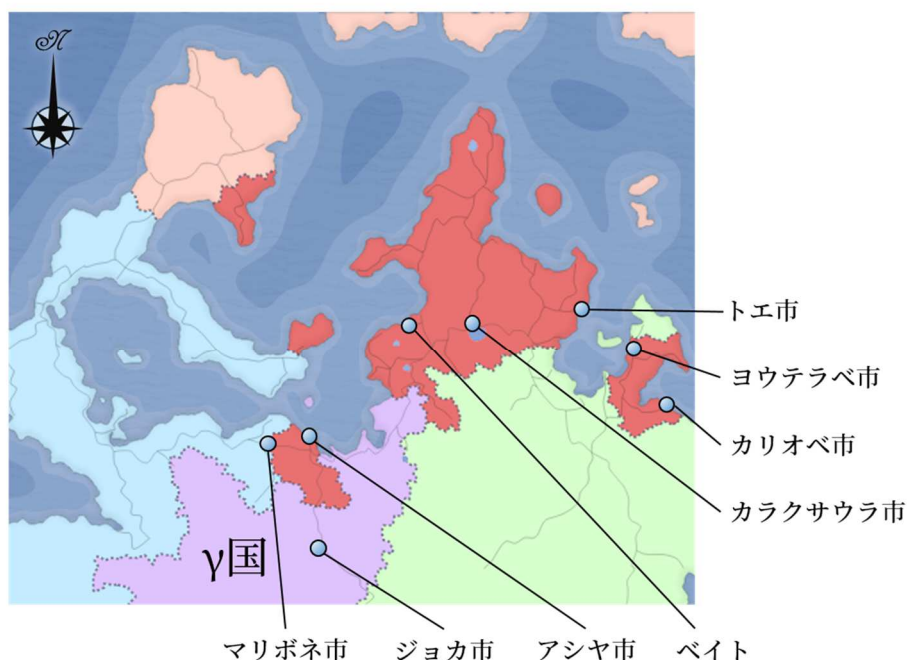 N
トエ市
ヨウテラベ市
カリオベ市
カラクサウラ市
γ国
マリボネ市
ジョカ市
アシヤ市
ベイト